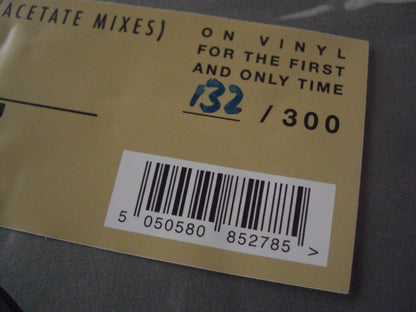 (ACETATE MIXES)
ON VINYL
FOR THE FIRST
AND ONLY TIME
132 / 300
5 050580 852785 >